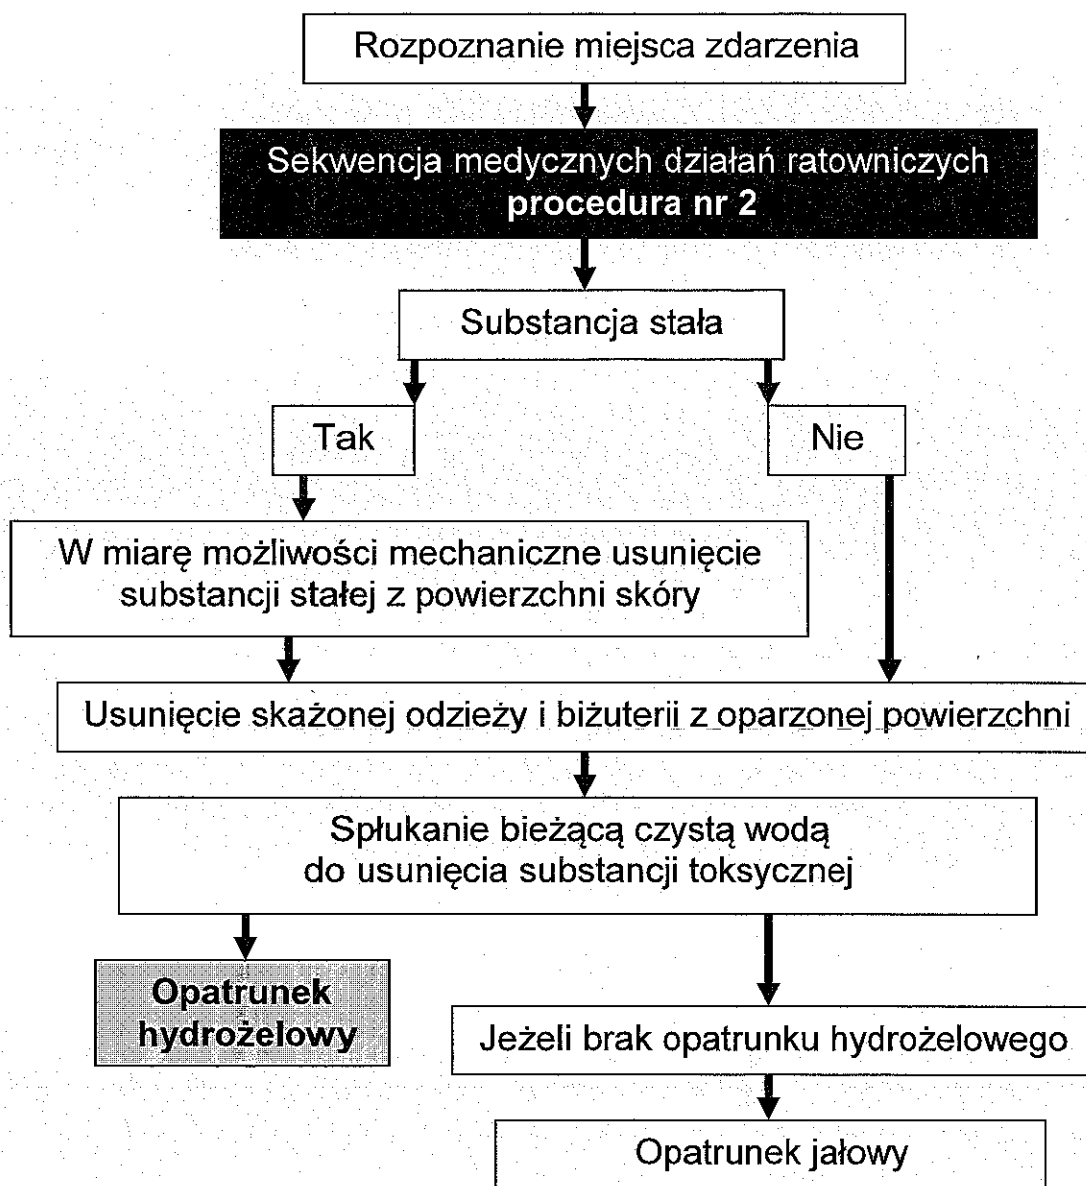 Rozpoznanie miejsca zdarzenia
Sekwencja medycznych działań ratowniczych
procedura nr 2
Substancja stała
Tak
Nie
W miarę możliwości mechaniczne usunięcie
substancji stałej z powierzchni skóry
Usunięcie skażonej odzieży i biżuterii z oparzonej powierzchni
Spłukanie bieżącą czystą wodą
do usunięcia substancji toksycznej
Opatrunek
hydrożelowy
Jeżeli brak opatrunku hydrożelowego
Opatrunek jałowy